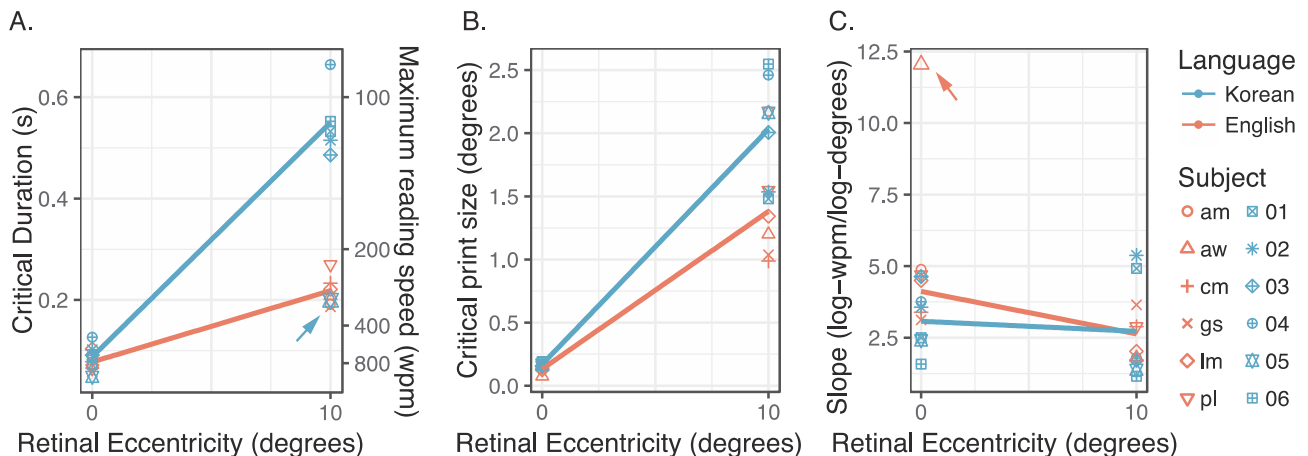 A.
Critical Duration (s)
0.6
0.4
0.2
0
10
Retinal Eccentricity (degrees)
100
200
400
800
Maximum reading speed (wpm)
B.
Critical print size (degrees)
2.5
2.0
1.5
1.0
0.5
0.0
0
10
Retinal Eccentricity (degrees)
C.
Slope (log-wpm/log-degrees)
12.5
10.0
7.5
5.0
2.5
0
10
Retinal Eccentricity (degrees)
Language
Korean
English
Subject
am 01
aw 02
cm 03
gs 04
lm 05
pl 06